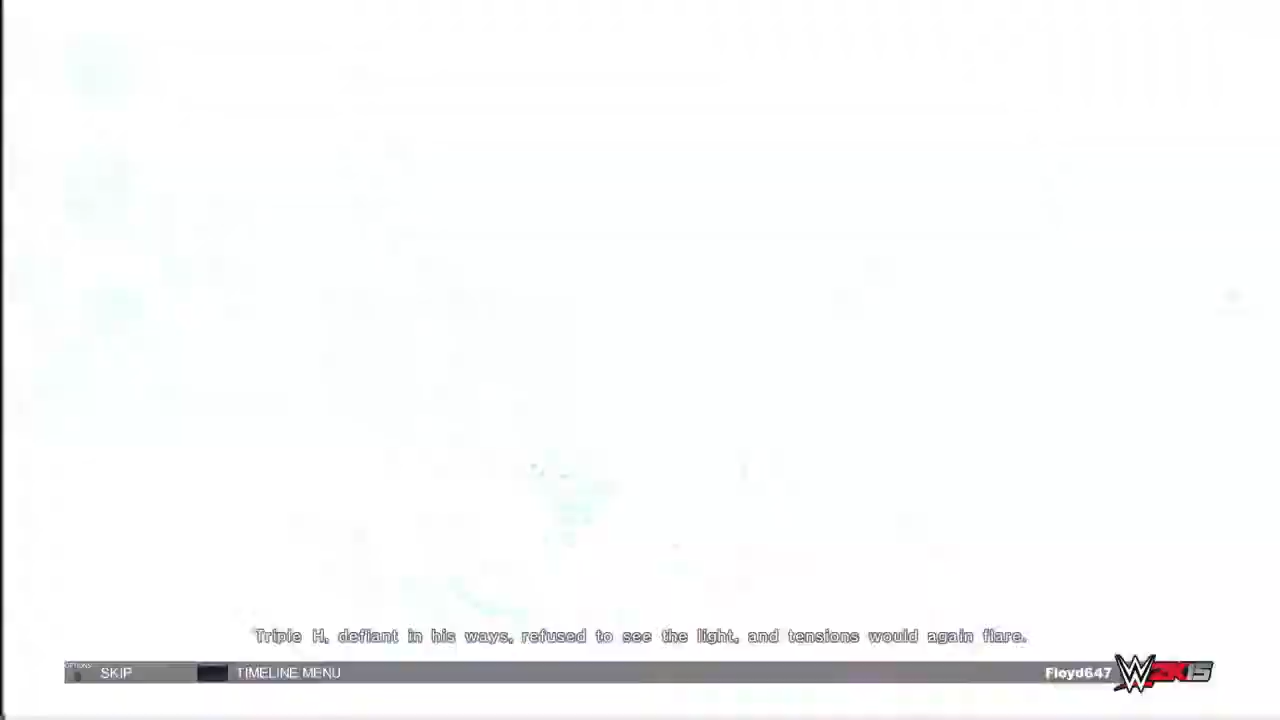 Triple H, defiant in his ways, refused to see the light, and tensions would again flare.
OPTIONS SKIP TIMELINE MENU Floyd647 W 2K15